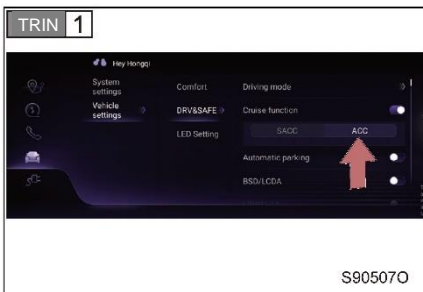 TRIN 1
Hey Hongqi
System settings
Vehicle settings
Comfort
DRV&SAFE
LED Setting
Driving mode
Cruise function
SACC ACC
Automatic parking
BSD/LCDA
S90507O